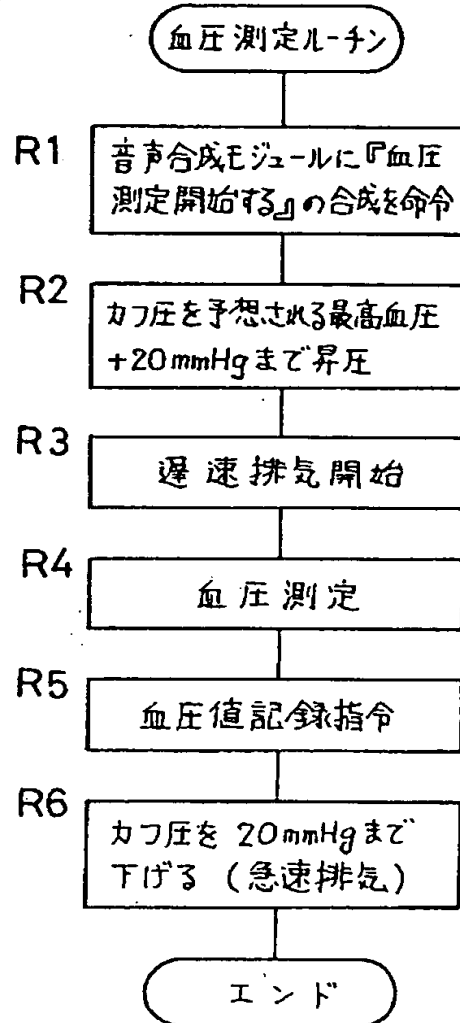 血圧測定ルーチン
R1
音声合成モジュールに『血圧
測定開始する』の合成を命令
R2
カフ圧を予想される最高血圧
+20mmHgまで昇圧
R3
遅速排気開始
R4
血圧測定
R5
血圧値記録指令
R6
カフ圧を 20mmHgまで
下げる (急速排気)
エンド